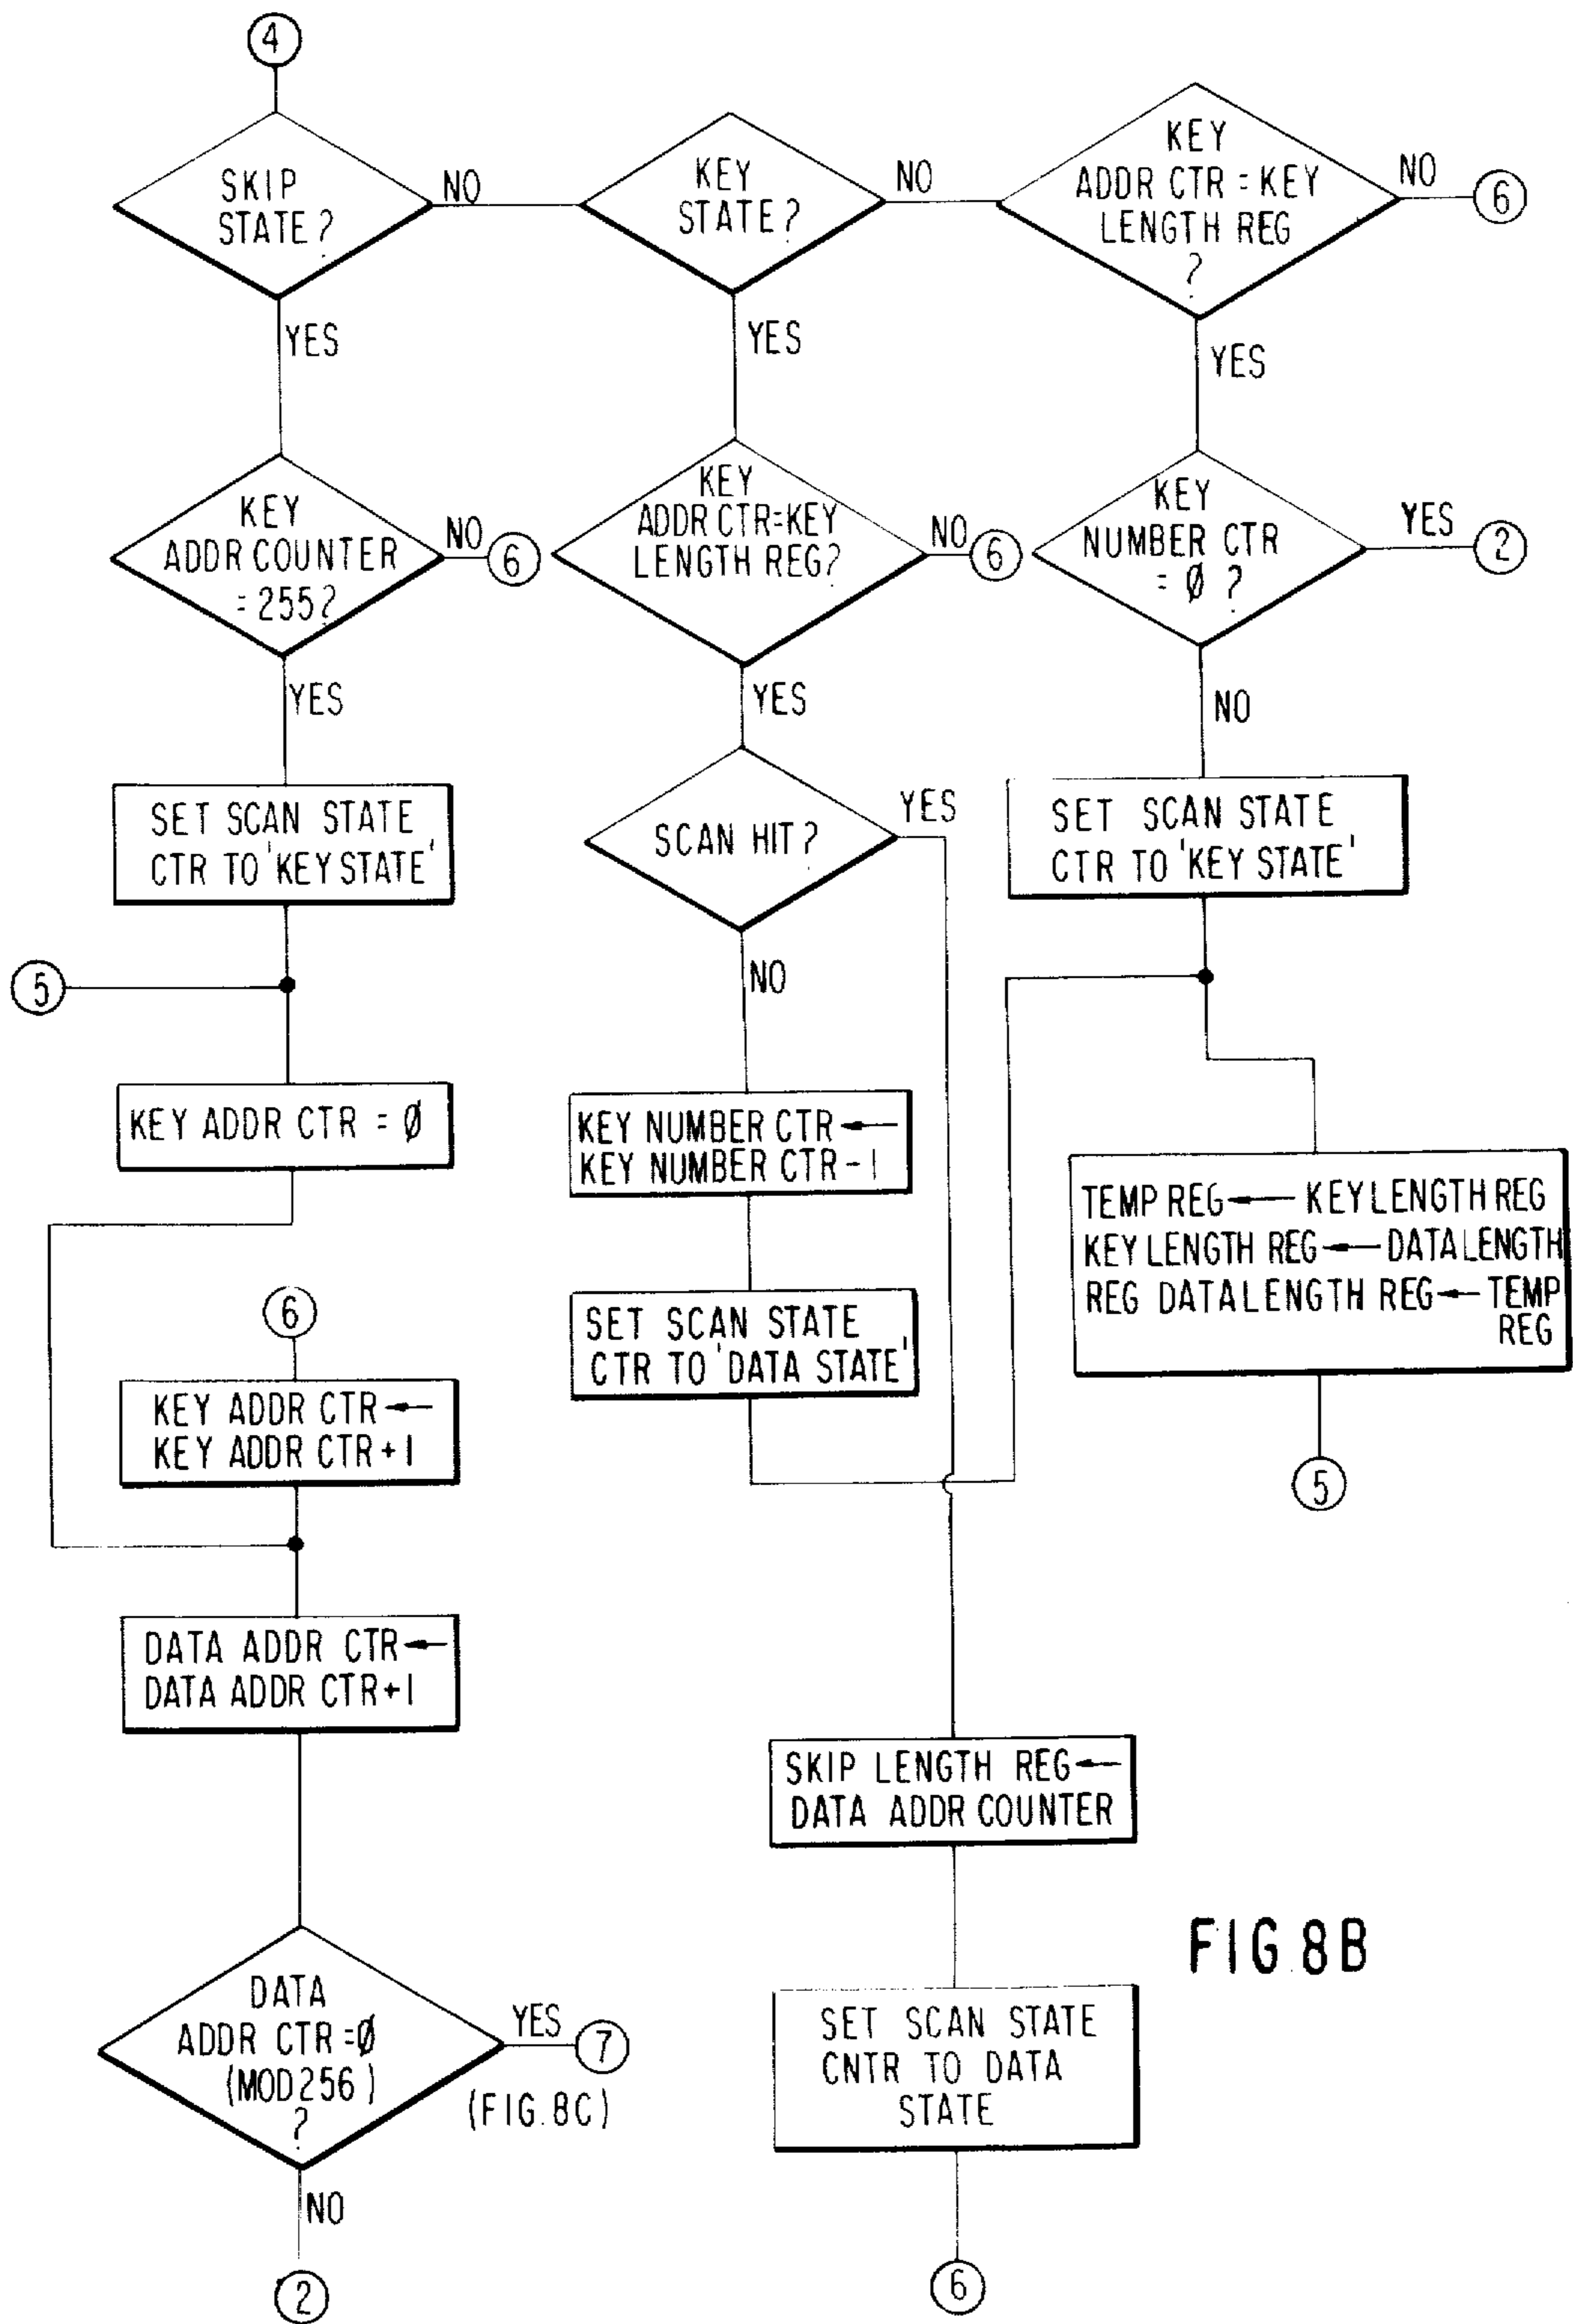 4
SKIP
STATE?
NO
KEY
STATE?
NO
KEY
ADDR CTR = KEY
LENGTH REG
?
NO
6
YES
YES
YES
KEY
ADDR COUNTER
= 255?
NO
6
KEY
ADDR CTR=KEY
LENGTH REG?
NO
6
KEY
NUMBER CTR
= Ø ?
YES
2
YES
YES
NO
SET SCAN STATE
CTR TO 'KEY STATE'
SCAN HIT?
YES
SET SCAN STATE
CTR TO 'KEY STATE'
5
NO
KEY ADDR CTR = Ø
KEY NUMBER CTR←
KEY NUMBER CTR-1
TEMP REG ← KEY LENGTH REG
KEY LENGTH REG ← DATA LENGTH
REG DATA LENGTH REG ← TEMP
REG
5
6
SET SCAN STATE
CTR TO 'DATA STATE'
KEY ADDR CTR←
KEY ADDR CTR+1
DATA ADDR CTR←
DATA ADDR CTR+1
SKIP LENGTH REG←
DATA ADDR COUNTER
FIG.8B
DATA
ADDR CTR =Ø
(MOD256)
?
YES
7
(FIG.8C)
SET SCAN STATE
CNTR TO DATA
STATE
NO
2
6